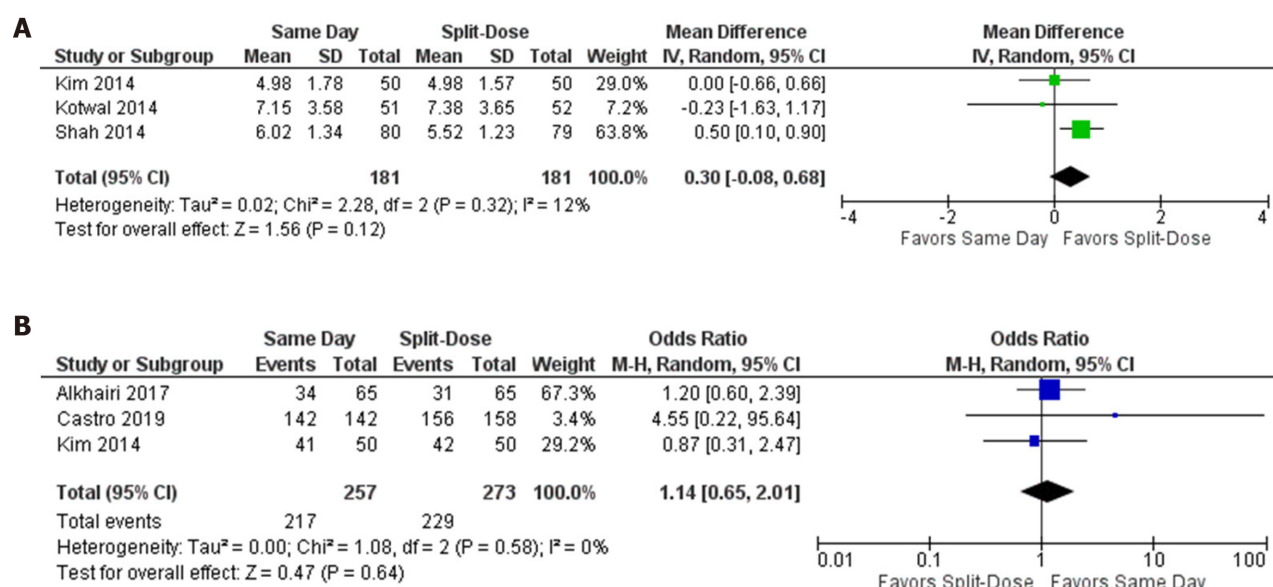 A
Same Day Split-Dose Mean Difference Mean Difference
Study or Subgroup Mean SD Total Mean SD Total Weight IV, Random, 95% CI IV, Random, 95% CI
Kim 2014 4.98 1.78 50 4.98 1.57 50 29.0% 0.00 [-0.66, 0.66]
Kotwal 2014 7.15 3.58 51 7.38 3.65 52 7.2% -0.23 [-1.63, 1.17]
Shah 2014 6.02 1.34 80 5.52 1.23 79 63.8% 0.50 [0.10, 0.90]
Total (95% CI) 181 181 100.0% 0.30 [-0.08, 0.68]
Heterogeneity: Tau² = 0.02; Chi² = 2.28, df = 2 (P = 0.32); I² = 12%
Test for overall effect: Z = 1.56 (P = 0.12)
-4 -2 0 2 4
Favors Same Day Favors Split-Dose
B
Same Day Split-Dose Odds Ratio Odds Ratio
Study or Subgroup Events Total Events Total Weight M-H, Random, 95% CI M-H, Random, 95% CI
Alkhairi 2017 34 65 31 65 67.3% 1.20 [0.60, 2.39]
Castro 2019 142 142 156 158 3.4% 4.55 [0.22, 95.64]
Kim 2014 41 50 42 50 29.2% 0.87 [0.31, 2.47]
Total (95% CI) 257 273 100.0% 1.14 [0.65, 2.01]
Total events 217 229
Heterogeneity: Tau² = 0.00; Chi² = 1.08, df = 2 (P = 0.58); I² = 0%
Test for overall effect: Z = 0.47 (P = 0.64)
0.01 0.1 1 10 100
Favors Split-Dose Favors Same Day